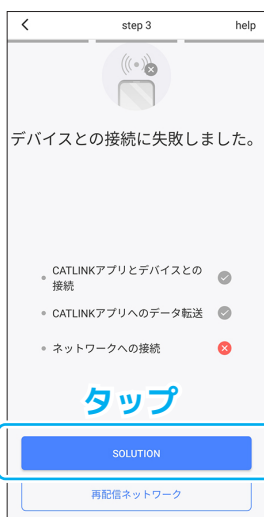 step 3
help
デバイスとの接続に失敗しました。
CATLINKアプリとデバイスとの
接続
CATLINKアプリへのデータ転送
ネットワークへの接続
タップ
SOLUTION
再配信ネットワーク